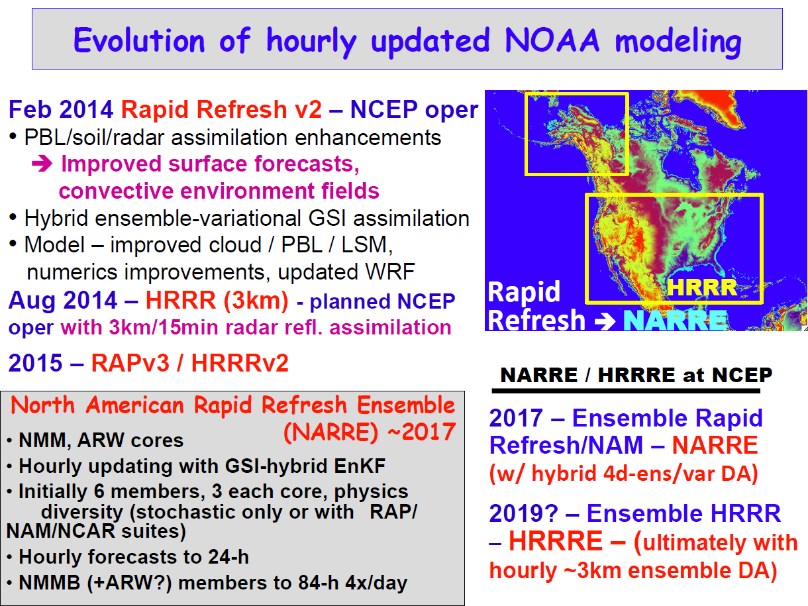 Evolution of hourly updated NOAA modeling
Feb 2014 Rapid Refresh v2 – NCEP oper
• PBL/soil/radar assimilation enhancements
➔ Improved surface forecasts,
convective environment fields
• Hybrid ensemble-variational GSI assimilation
• Model – improved cloud / PBL / LSM,
numerics improvements, updated WRF
Aug 2014 – HRRR (3km) - planned NCEP
oper with 3km/15min radar refl. assimilation
2015 – RAPv3 / HRRRv2
North American Rapid Refresh Ensemble
(NARRE) ~2017
• NMM, ARW cores
• Hourly updating with GSI-hybrid EnKF
• Initially 6 members, 3 each core, physics
diversity (stochastic only or with RAP/
NAM/NCAR suites)
• Hourly forecasts to 24-h
• NMMB (+ARW?) members to 84-h 4x/day
HRRR
Rapid
Refresh ➔ NARRE
NARRE / HRRRE at NCEP
2017 – Ensemble Rapid
Refresh/NAM – NARRE
(w/ hybrid 4d-ens/var DA)
2019? – Ensemble HRRR
– HRRRE – (ultimately with
hourly ~3km ensemble DA)